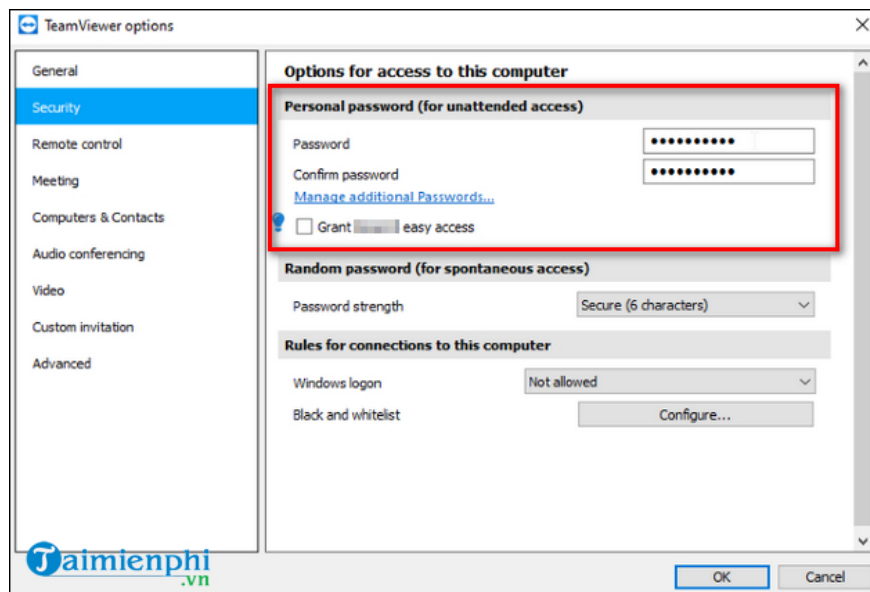 TeamViewer options
General
Security
Remote control
Meeting
Computers & Contacts
Audio conferencing
Video
Custom invitation
Advanced
Options for access to this computer
Personal password (for unattended access)
Password ••••••••••
Confirm password ••••••••••
Manage additional Passwords...
Grant easy access
Random password (for spontaneous access)
Password strength Secure (6 characters)
Rules for connections to this computer
Windows logon Not allowed
Black and whitelist Configure...
Taimienphi
.vn
OK Cancel